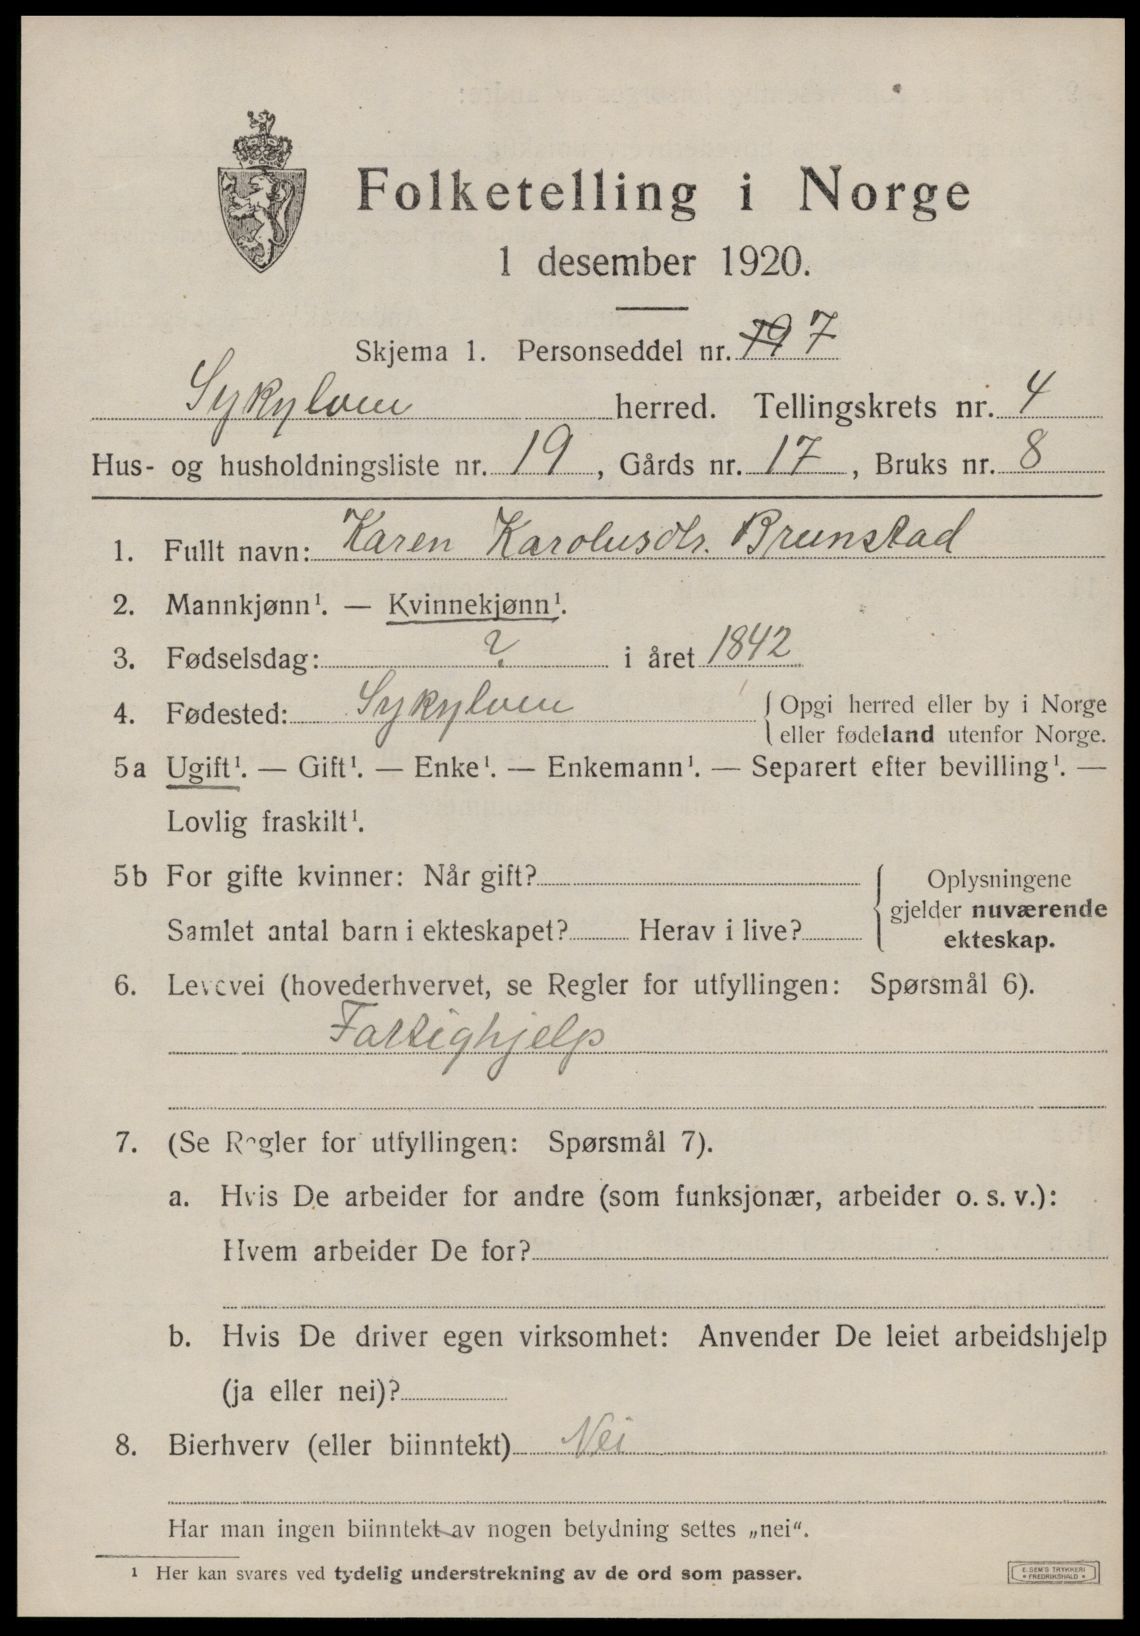 Folketelling i Norge
1 desember 1920.
Skjema 1. Personseddel nr. 7
Sykylven herred. Tellingskrets nr. 4
Hus- og husholdningsliste nr. 19, Gårds nr. 17, Bruks nr. 8
1. Fullt navn: Karen Karolusdtr. Brunstad
2. Mannkjønn¹. — Kvinnekjønn¹.
3. Fødselsdag: ? i året 1842
4. Fødested: Sykylven { Opgi herred eller by i Norge
eller fødeland utenfor Norge.
5a Ugift¹. — Gift¹. — Enke¹. — Enkemann¹. — Separert efter bevilling¹. —
Lovlig fraskilt¹.
5b For gifte kvinner: Når gift?
Samlet antal barn i ekteskapet? Herav i live?
Oplysningene
gjelder nuværende
ekteskap.
6. Levevei (hovederhvervet, se Regler for utfyllingen: Spørsmål 6).
Fattighjelp
7. (Se Regler for utfyllingen: Spørsmål 7).
a. Hvis De arbeider for andre (som funksjonær, arbeider o. s. v.):
Hvem arbeider De for?
b. Hvis De driver egen virksomhet: Anvender De leiet arbeidshjelp
(ja eller nei)?
8. Bierhverv (eller biinntekt) Nei
Har man ingen biinntekt av nogen betydning settes „nei“.
¹ Her kan svares ved tydelig understrekning av de ord som passer.
E. SEM'S TRYKKERI
• FREDRIKSHALD •